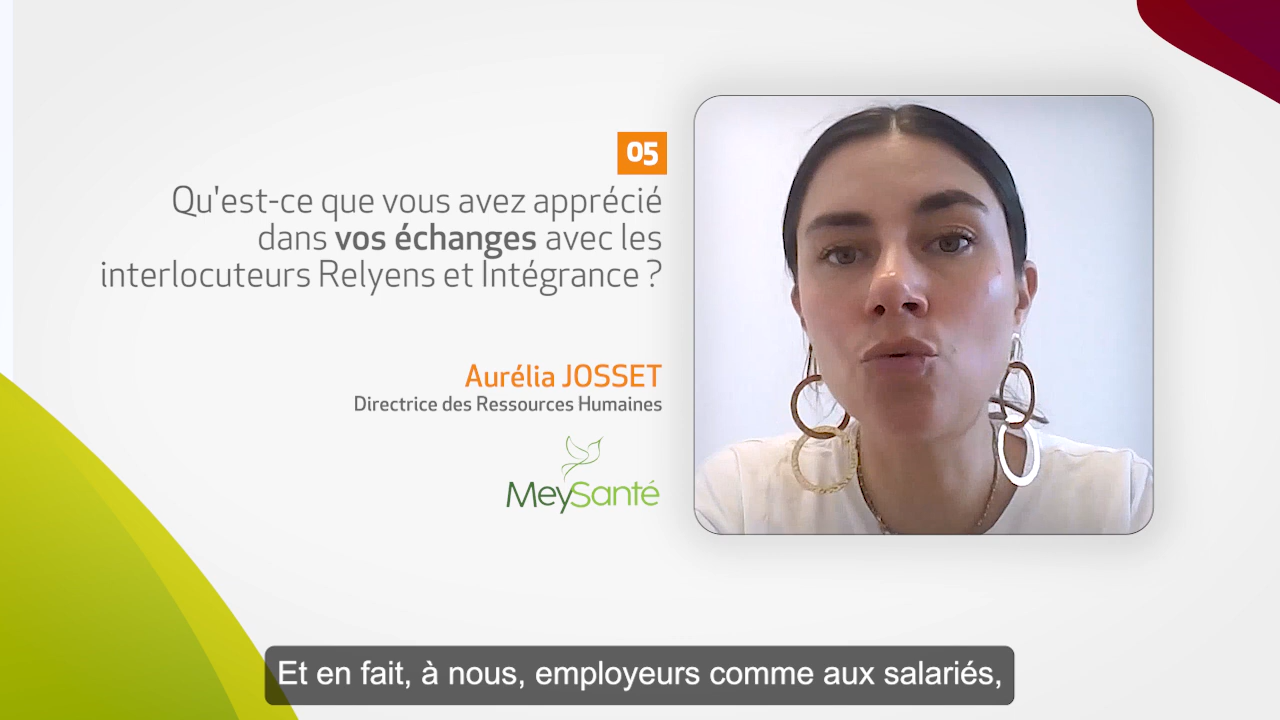 05
Qu'est-ce que vous avez apprécié
dans vos échanges avec les
interlocuteurs Relyens et Intégrance ?
Aurélia JOSSET
Directrice des Ressources Humaines
MeySanté
Et en fait, à nous, employeurs comme aux salariés,